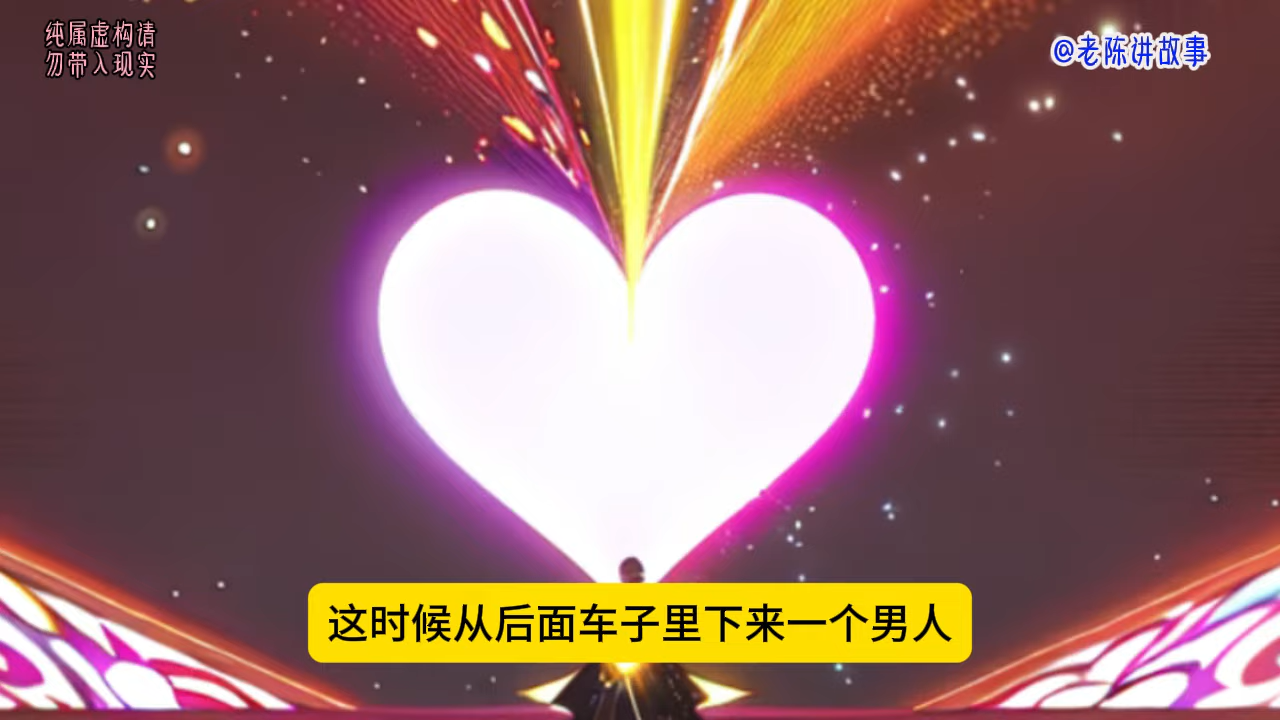 纯属虚构请
勿带入现实
@老陈讲故事
这时候从后面车子里下来一个男人